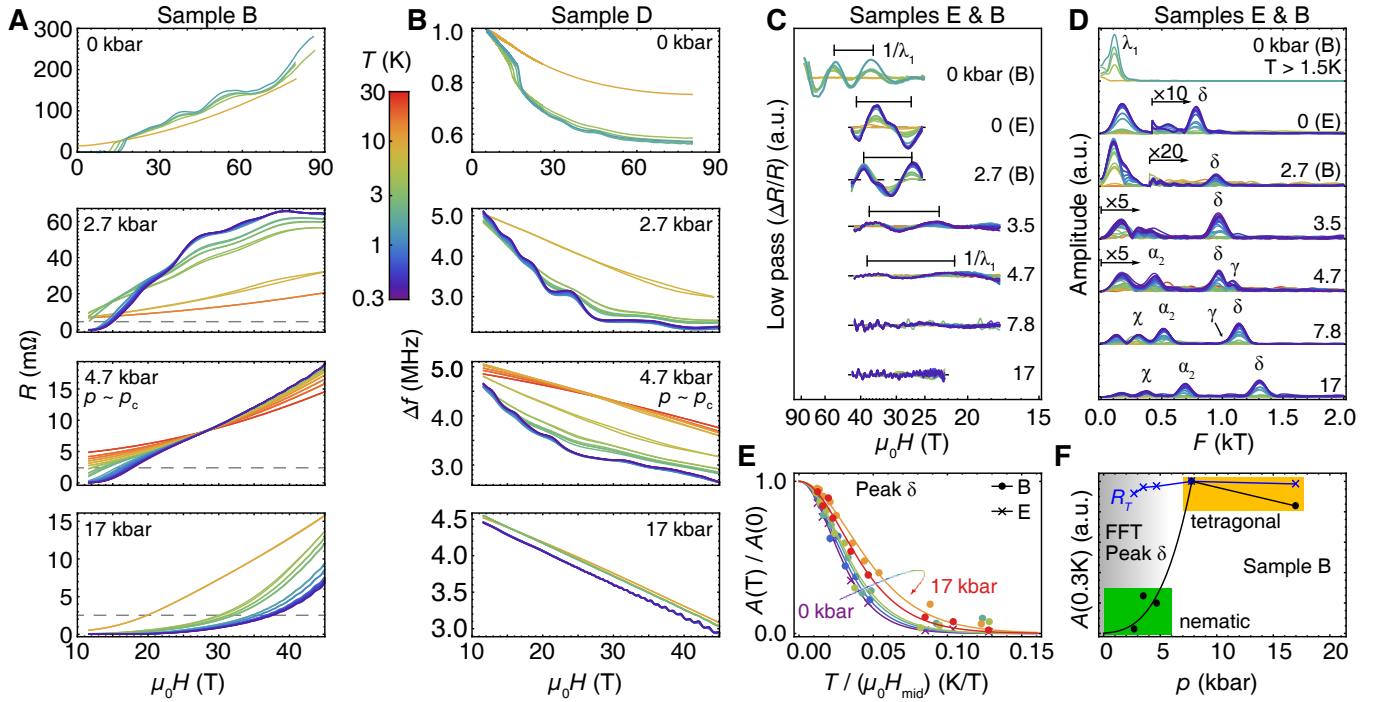 A
Sample B
0 kbar
300
200
100
0
0
30
60
90
2.7 kbar
60
40
20
0
4.7 kbar
p ~ p_c
15
10
5
0
17 kbar
15
10
5
0
10
20
30
40
R (mΩ)
μ₀H (T)
T (K)
30
10
3
1
0.3
B
Sample D
0 kbar
1.0
0.8
0.6
0
30
60
90
2.7 kbar
5.0
4.0
3.0
4.7 kbar
p ~ p_c
5.0
4.0
3.0
17 kbar
4.5
4.0
3.5
3.0
10
20
30
40
Δf (MHz)
μ₀H (T)
C
Samples E & B
1/λ₁
0 kbar (B)
0 (E)
2.7 (B)
3.5
1/λ₁
4.7
7.8
17
90
60
40
30
25
20
15
Low pass (ΔR/R) (a.u.)
μ₀H (T)
D
Samples E & B
λ₁
0 kbar (B)
T > 1.5K
×10
δ
0 (E)
×20
2.7 (B)
δ
×5
δ
3.5
×5
α₂
δ
γ
4.7
χ
α₂
γ
δ
7.8
χ
α₂
δ
17
0.0
0.5
1.0
1.5
2.0
Amplitude (a.u.)
F (kT)
E
Peak δ
B
E
1.0
0.0
17 kbar
0 kbar
0.00
0.05
0.10
0.15
A(T) / A(0)
T / (μ₀H_mid) (K/T)
F
R_T
FFT
Peak δ
tetragonal
Sample B
nematic
0
5
10
15
20
A(0.3K) (a.u.)
p (kbar)